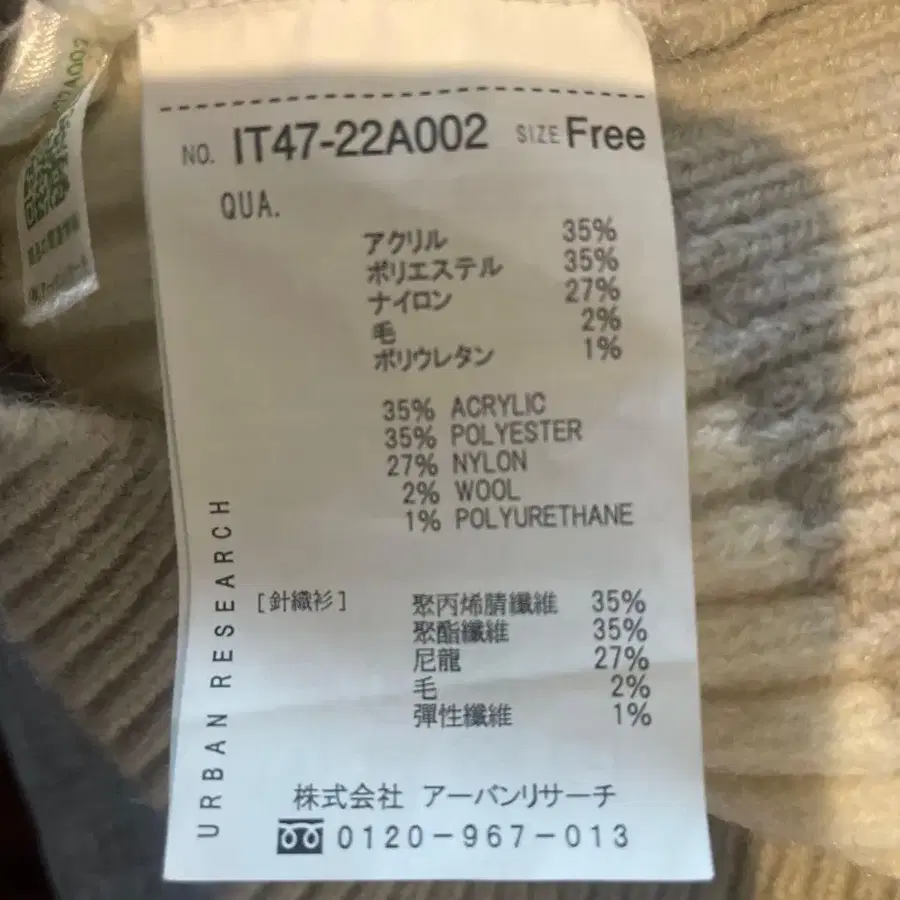 NO. IT47-22A002 SIZE Free
QUA.
アクリル 35%
ポリエステル 35%
ナイロン 27%
毛 2%
ポリウレタン 1%
35% ACRYLIC
35% POLYESTER
27% NYLON
2% WOOL
1% POLYURETHANE
[針織衫] 聚丙烯腈纖維 35%
聚酯纖維 35%
尼龍 27%
毛 2%
彈性纖維 1%
URBAN RESEARCH
株式会社 アーバンリサーチ
0120-967-013